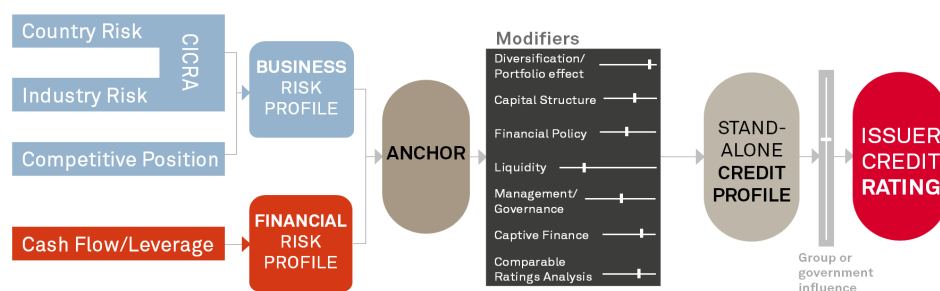 Country Risk
CICRA
Industry Risk
Competitive Position
Cash Flow/Leverage
BUSINESS
RISK
PROFILE
FINANCIAL
RISK
PROFILE
ANCHOR
Modifiers
Diversification/
Portfolio effect
Capital Structure
Financial Policy
Liquidity
Management/
Governance
Captive Finance
Comparable
Ratings Analysis
STAND-
ALONE
CREDIT
PROFILE
Group or
government
influence
ISSUER
CREDIT
RATING